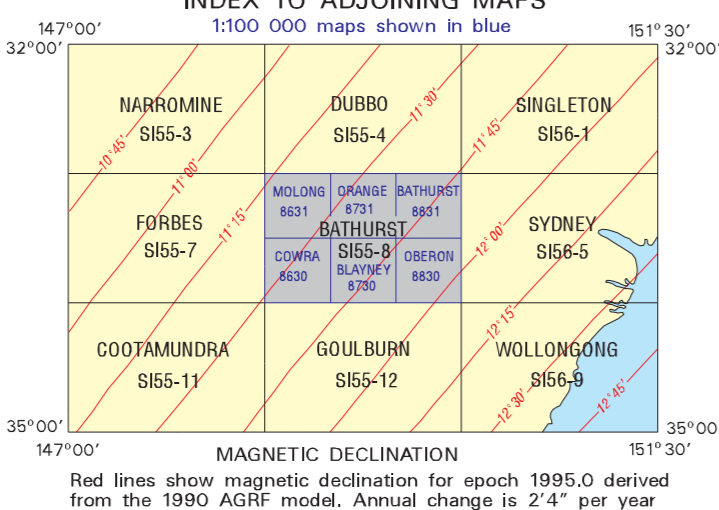 INDEX TO ADJOINING MAPS
1:100 000 maps shown in blue
147°00′
151°30′
32°00′
32°00′
NARROMINE
SI55-3
DUBBO
SI55-4
SINGLETON
SI56-1
10°45′
11°00′
11°15′
11°30′
11°45′
FORBES
SI55-7
MOLONG
8631
ORANGE
8731
BATHURST
8831
BATHURST
SI55-8
COWRA
8630
BLAYNEY
8730
OBERON
8830
SYDNEY
SI56-5
12°00′
12°15′
COOTAMUNDRA
SI55-11
GOULBURN
SI55-12
WOLLONGONG
SI56-9
12°30′
12°45′
35°00′
35°00
147°00′
151°30′
MAGNETIC DECLINATION
Red lines show magnetic declination for epoch 1995.0 derived
from the 1990 AGRF model. Annual change is 2′4″ per year